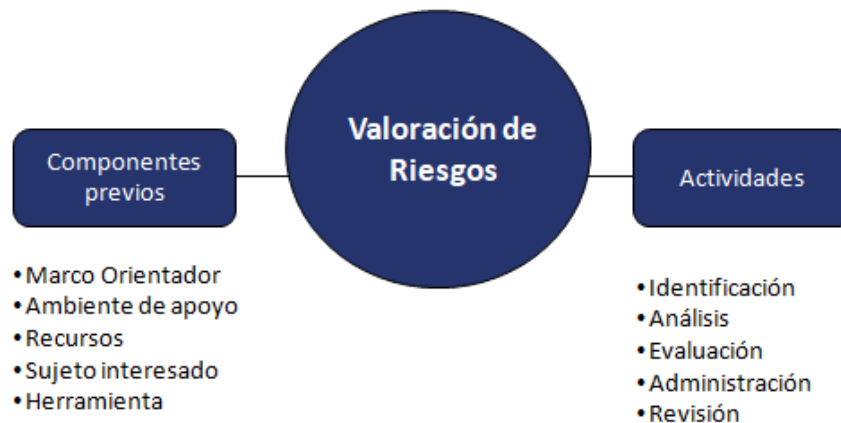 Valoración de
Riesgos
Componentes
previos
• Marco Orientador
• Ambiente de apoyo
• Recursos
• Sujeto interesado
• Herramienta
Actividades
• Identificación
• Análisis
• Evaluación
• Administración
• Revisión